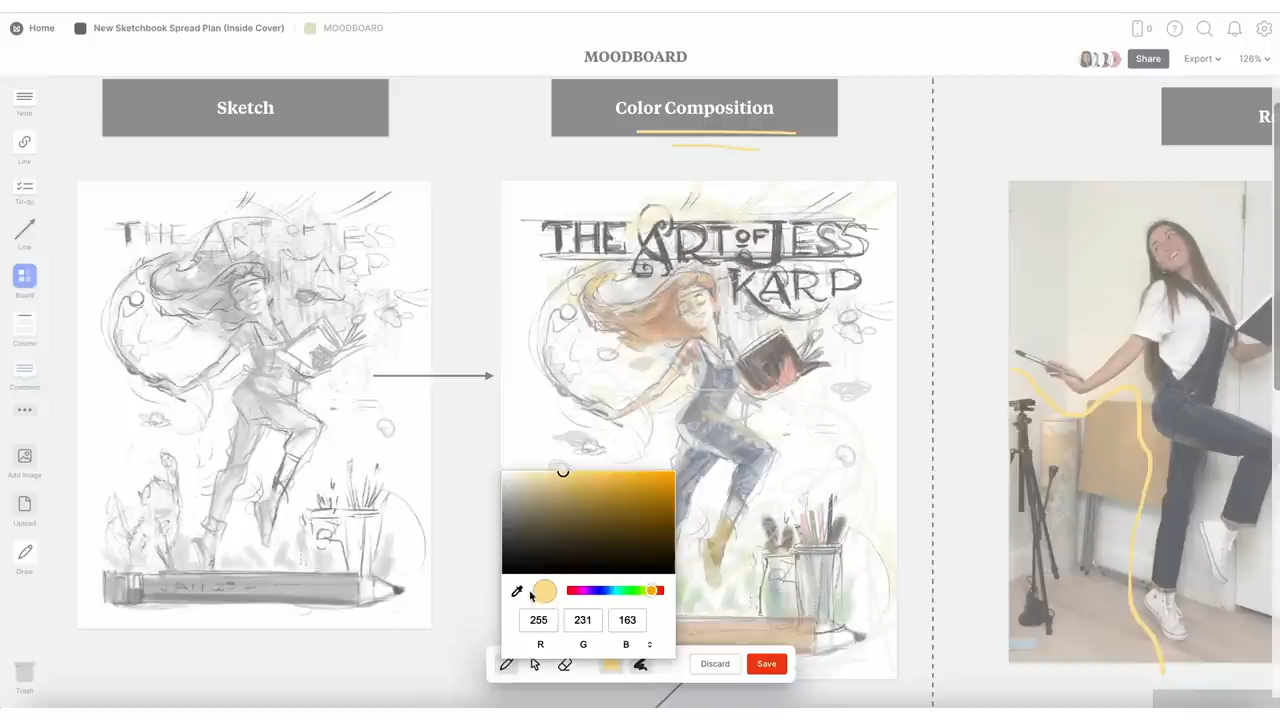 Home
New Sketchbook Spread Plan (Inside Cover) / MOODBOARD
0
MOODBOARD
Share
Export
126%
Note
Link
To-do
Line
Board
Column
Comment
Add image
Upload
Draw
Trash
Sketch
Color Composition
THE ART OF JESS
KARP
THE ART OF JESS
KARP
255
231
163
R
G
B
Discard
Save